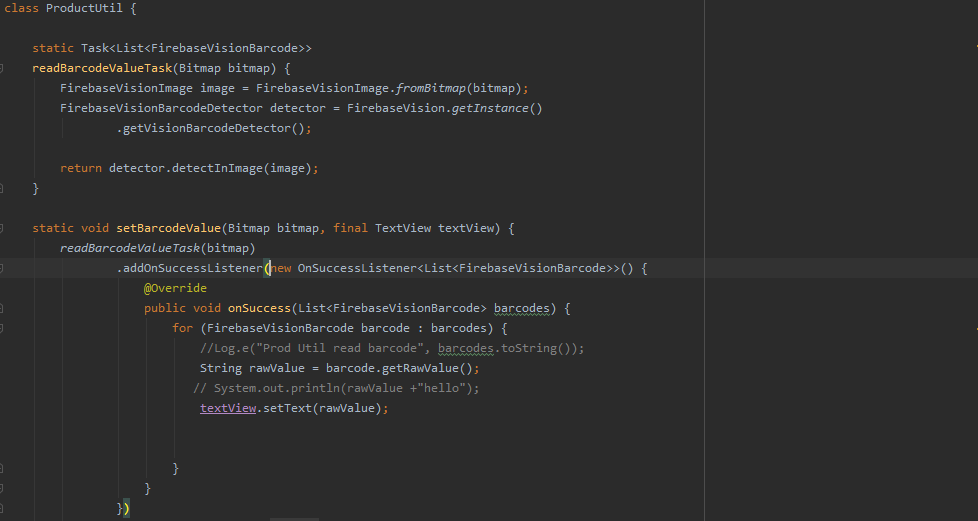 class ProductUtil {
static Task<List<FirebaseVisionBarcode>>
readBarcodeValueTask(Bitmap bitmap) {
FirebaseVisionImage image = FirebaseVisionImage.fromBitmap(bitmap);
FirebaseVisionBarcodeDetector detector = FirebaseVision.getInstance()
.getVisionBarcodeDetector();
return detector.detectInImage(image);
}
static void setBarcodeValue(Bitmap bitmap, final TextView textView) {
readBarcodeValueTask(bitmap)
.addOnSuccessListener(new OnSuccessListener<List<FirebaseVisionBarcode>>() {
@Override
public void onSuccess(List<FirebaseVisionBarcode> barcodes) {
for (FirebaseVisionBarcode barcode : barcodes) {
//Log.e("Prod Util read barcode", barcodes.toString());
String rawValue = barcode.getRawValue();
// System.out.println(rawValue +"hello");
textView.setText(rawValue);
}
}
})